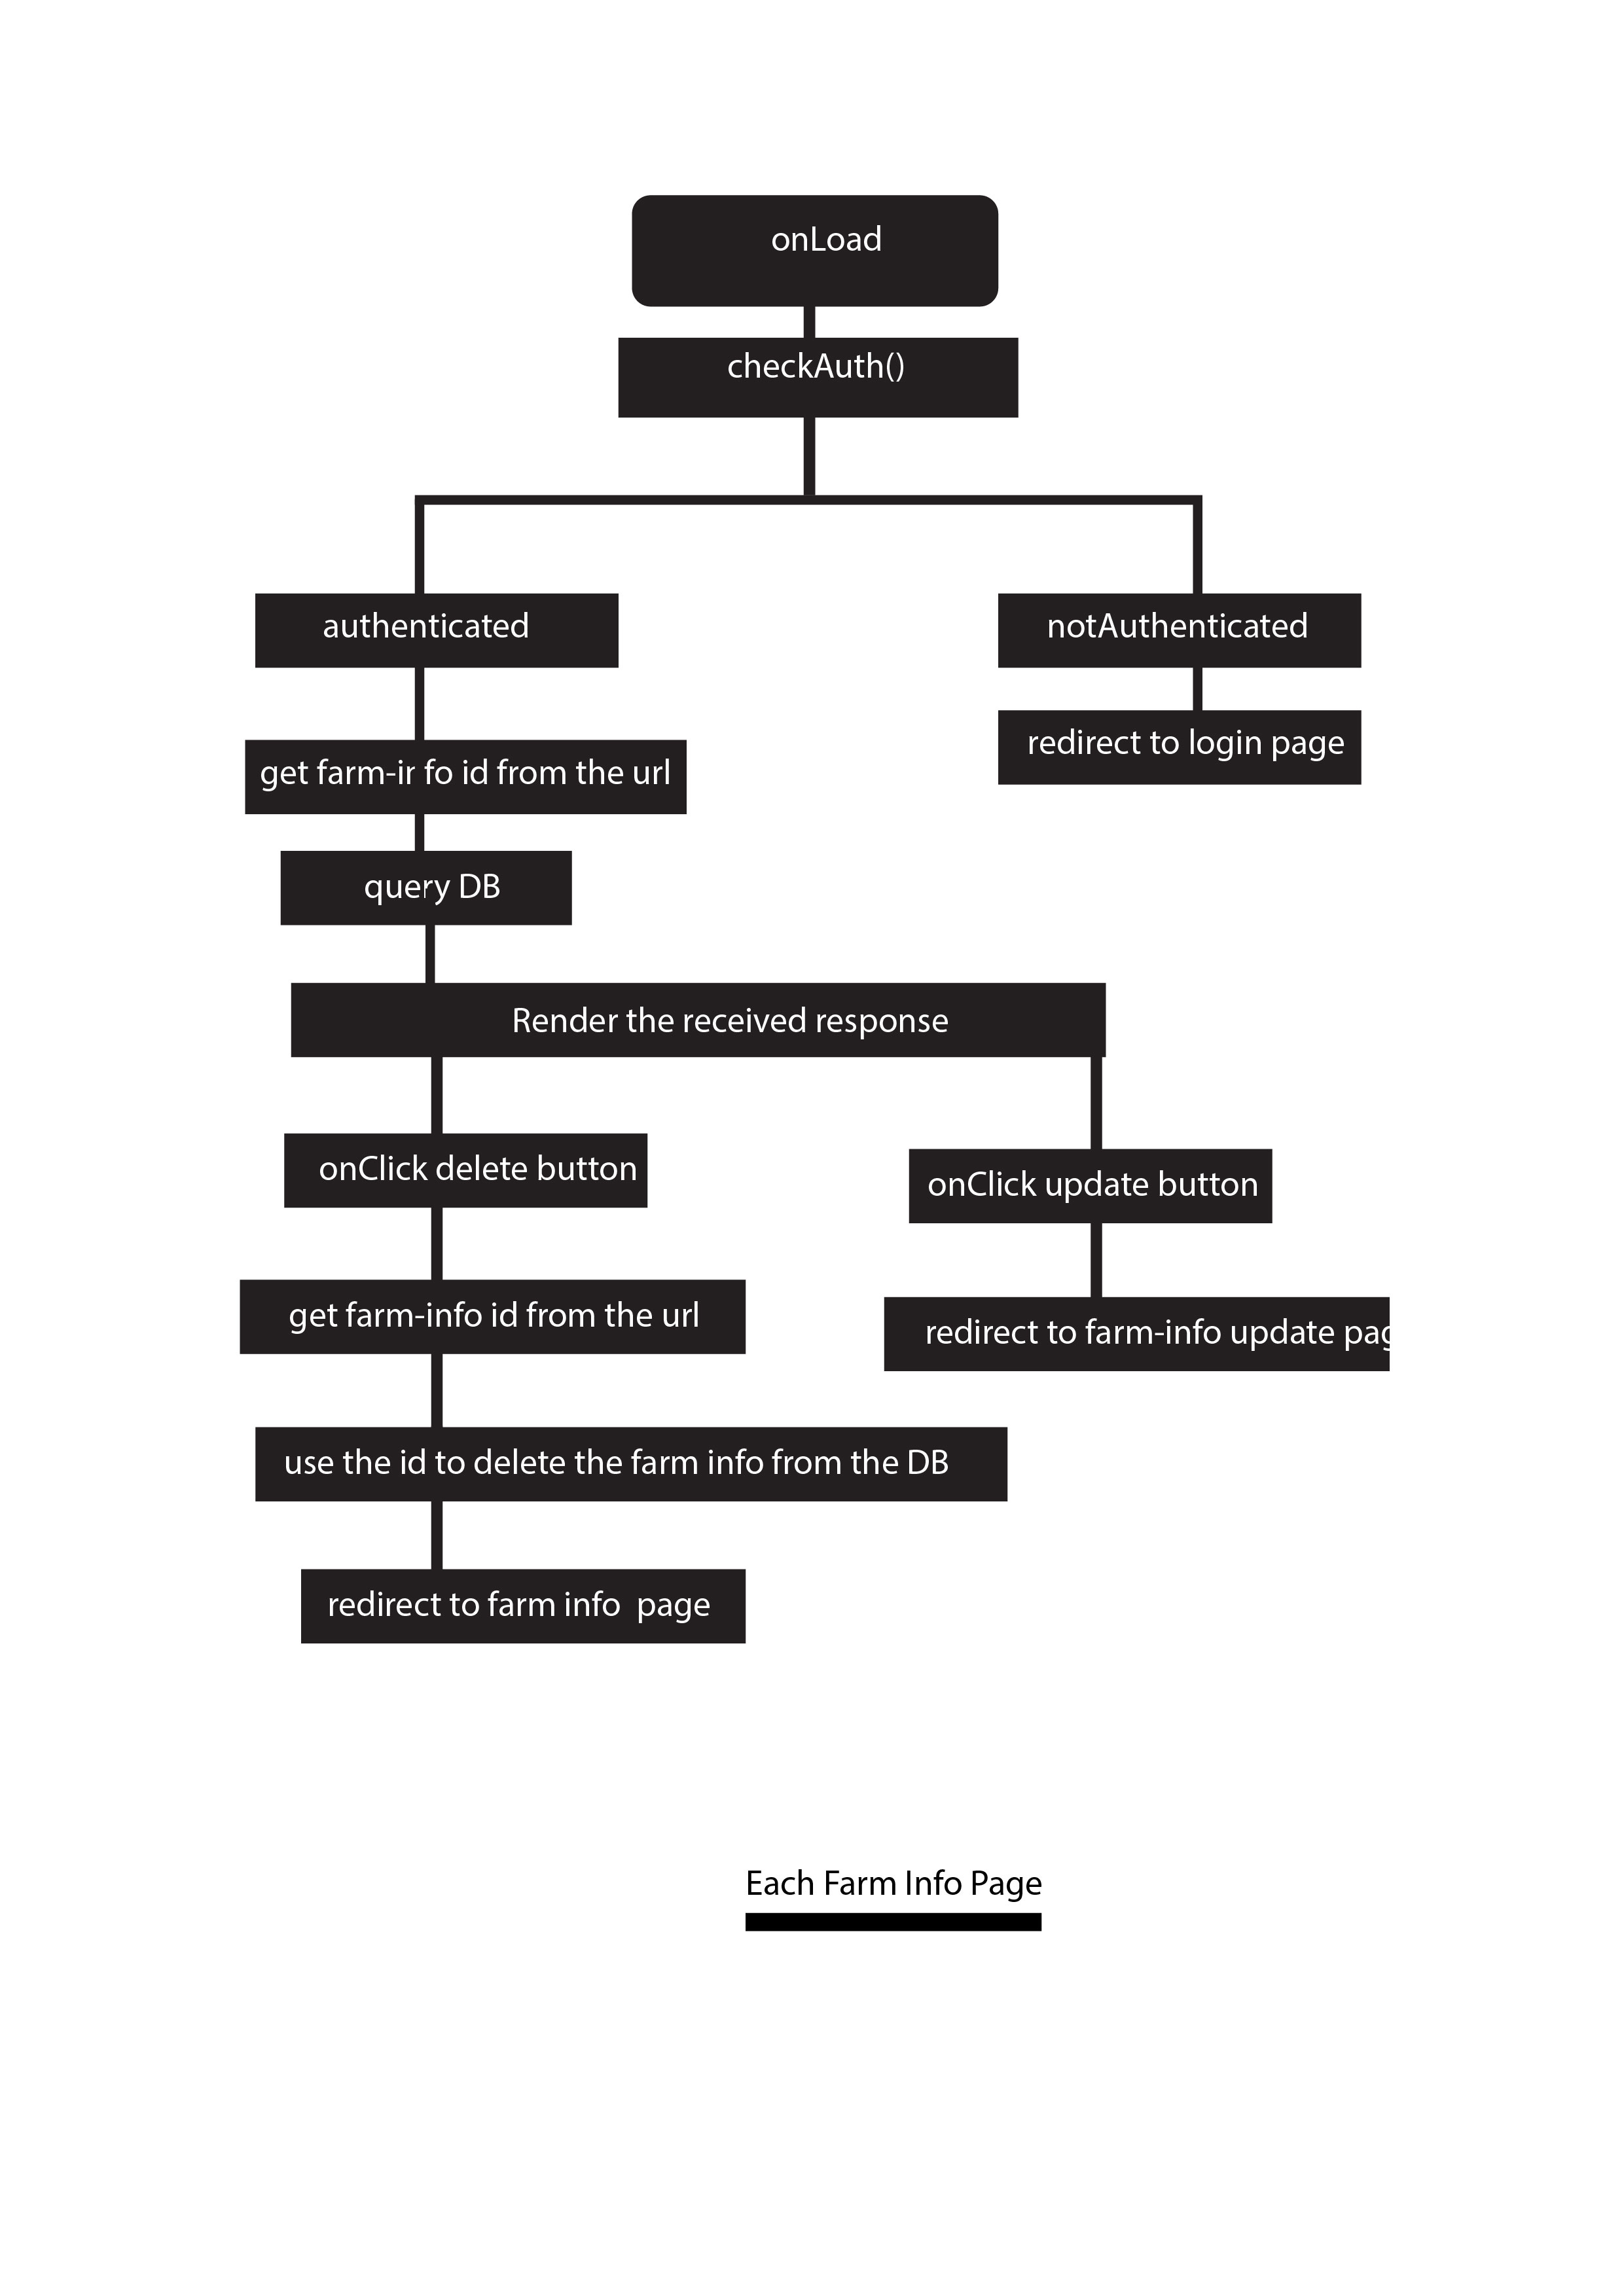 onLoad
checkAuth()
authenticated
notAuthenticated
get farm-info id from the url
redirect to login page
query DB
Render the received response
onClick delete button
onClick update button
get farm-info id from the url
redirect to farm-info update pag
use the id to delete the farm info from the DB
redirect to farm info  page
Each Farm Info Page